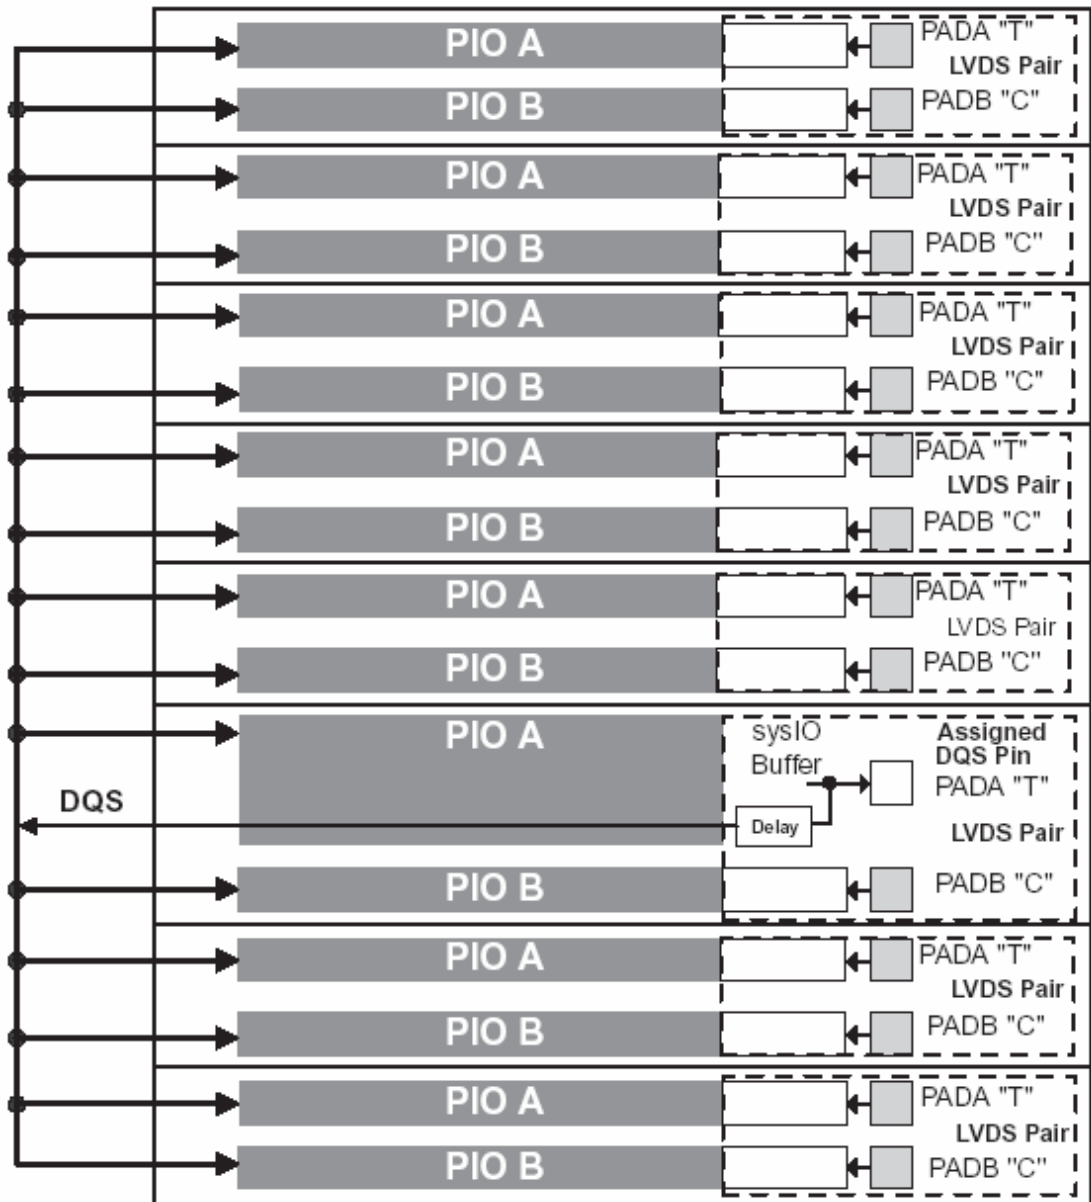 PIO A PADA "T"
LVDS Pair
PIO B PADB "C"
PIO A PADA "T"
LVDS Pair
PIO B PADB "C"
PIO A PADA "T"
LVDS Pair
PIO B PADB "C"
PIO A PADA "T"
LVDS Pair
PIO B PADB "C"
PIO A PADA "T"
LVDS Pair
PIO B PADB "C"
PIO A sysIO Assigned
Buffer DQS Pin
PADA "T"
DQS Delay LVDS Pair
PIO B PADB "C"
PIO A PADA "T"
LVDS Pair
PIO B PADB "C"
PIO A PADA "T"
LVDS Pair
PIO B PADB "C"